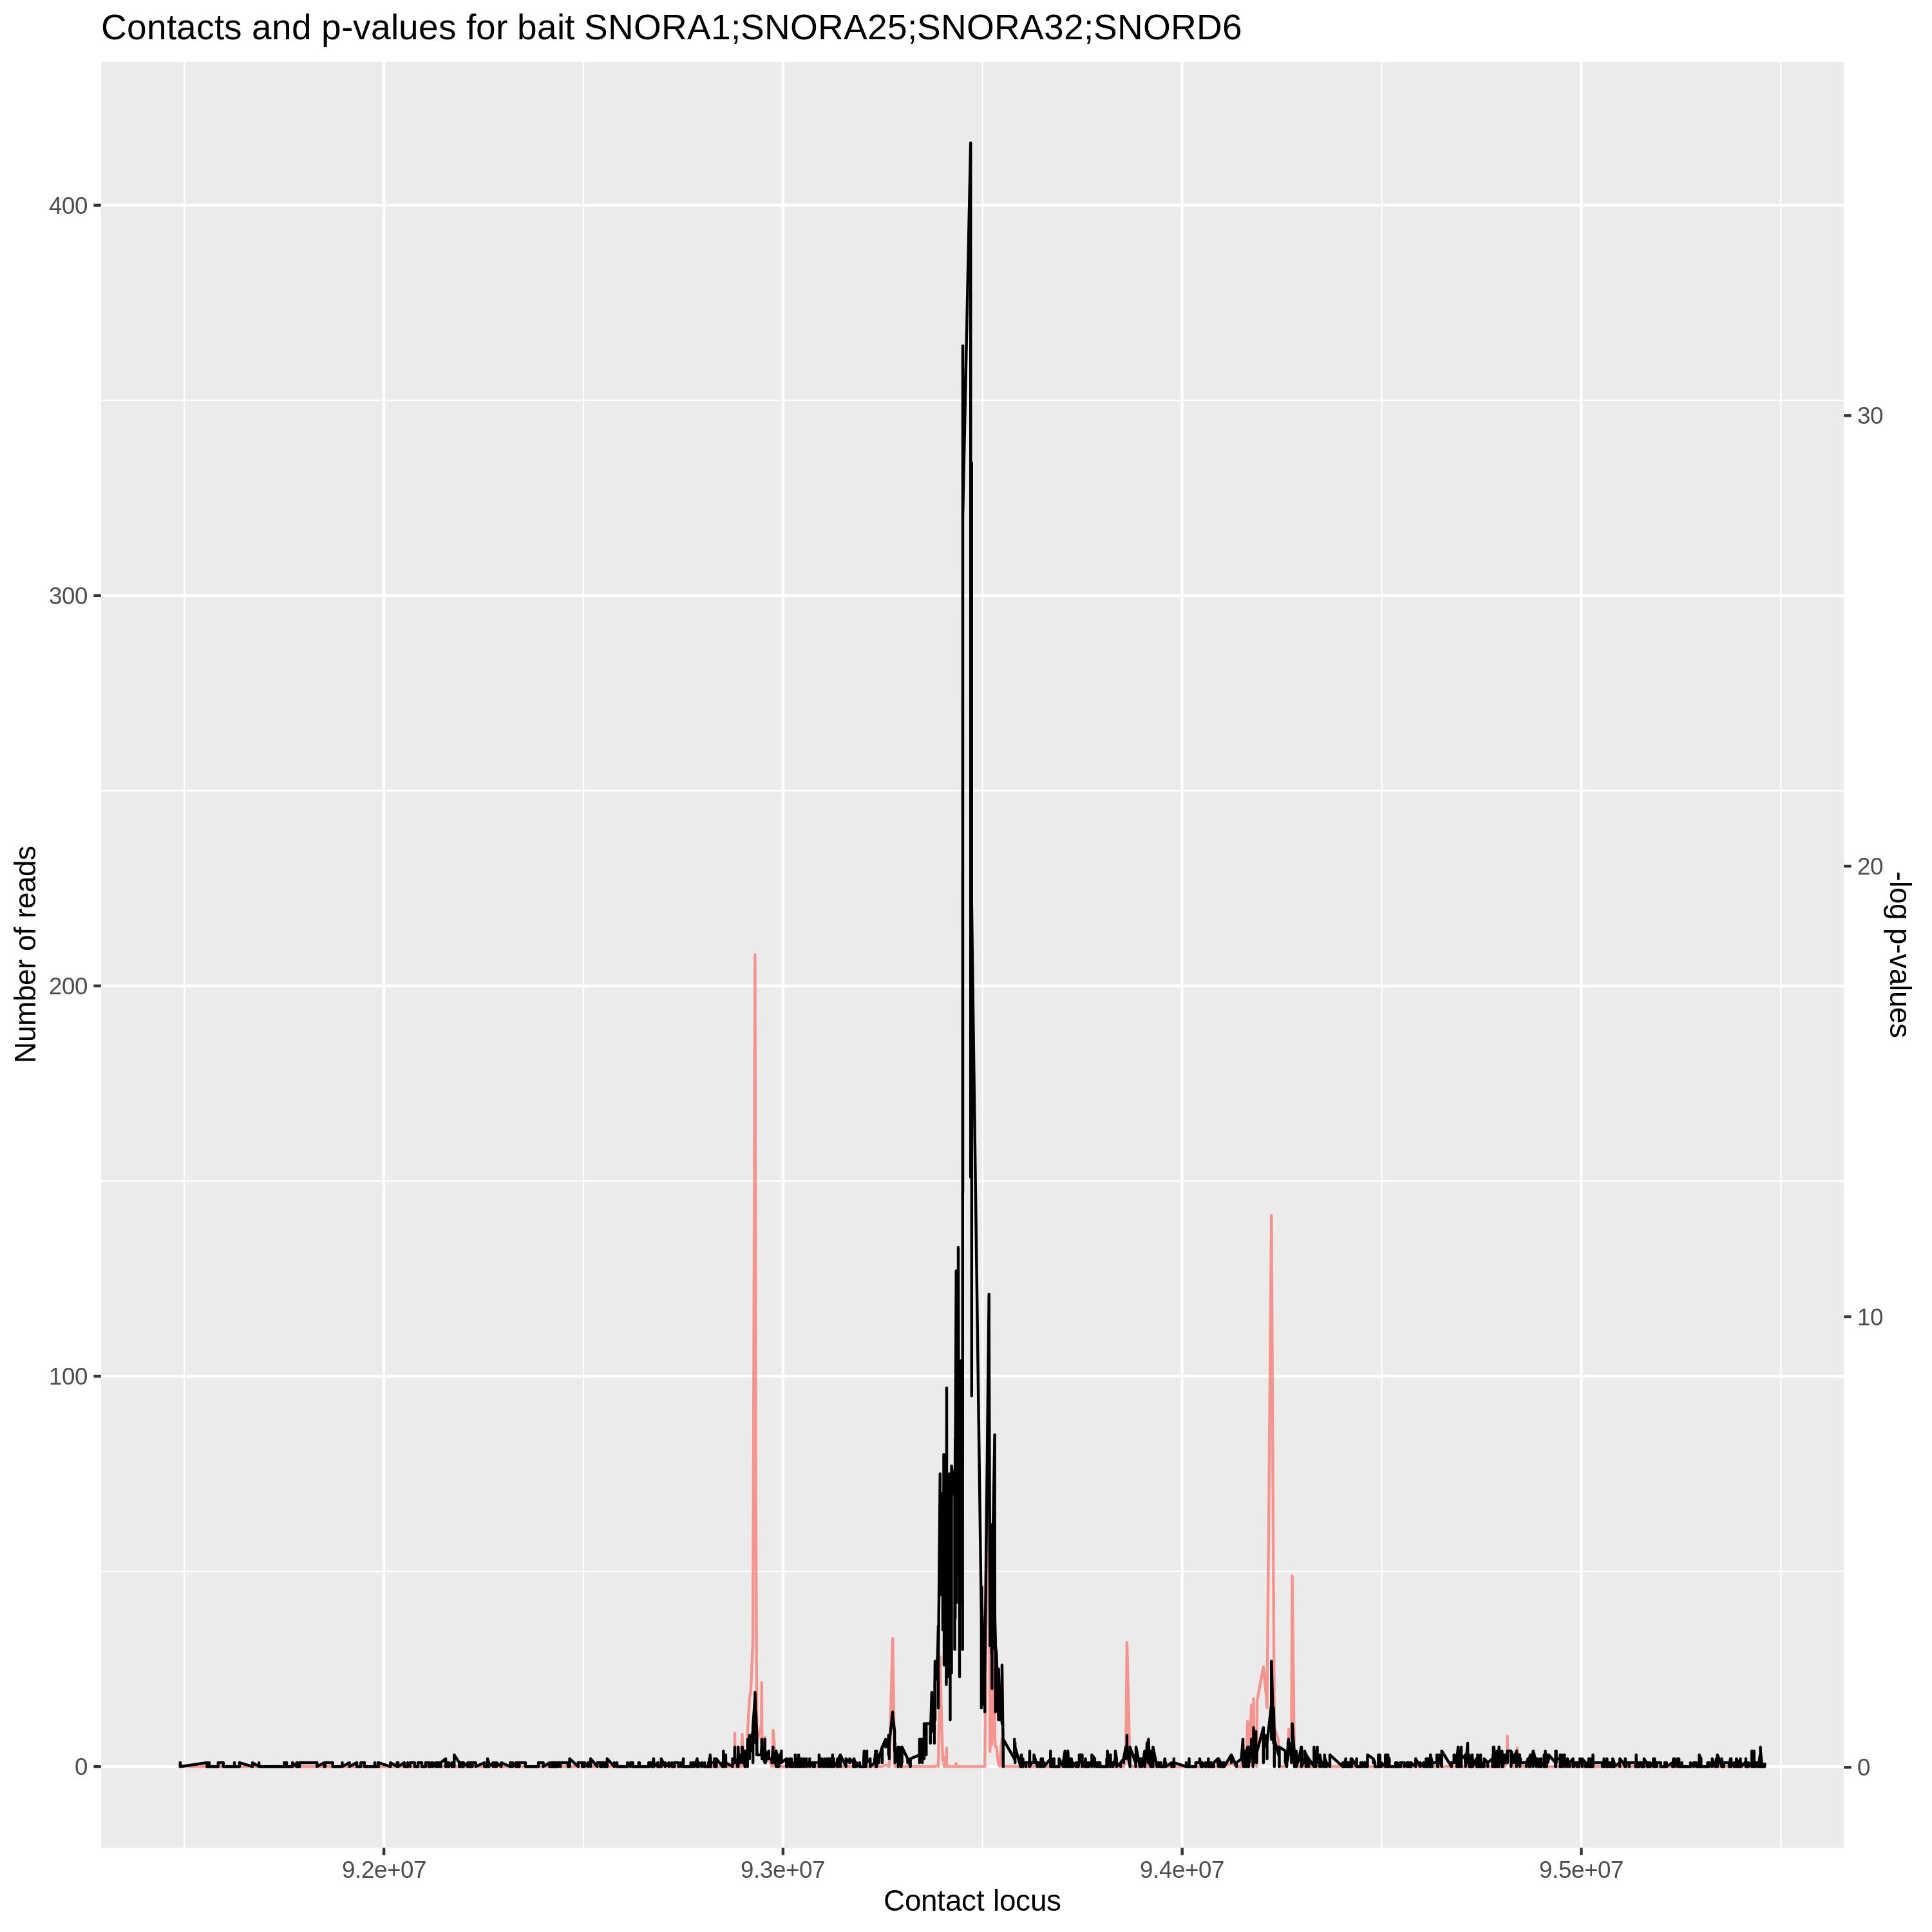 Contacts and p-values for bait SNORA1;SNORA25;SNORA32;SNORD6
400
300
200
100
0
30
20
10
0
Number of reads
-log p-values
9.2e+07
9.3e+07
9.4e+07
9.5e+07
Contact locus